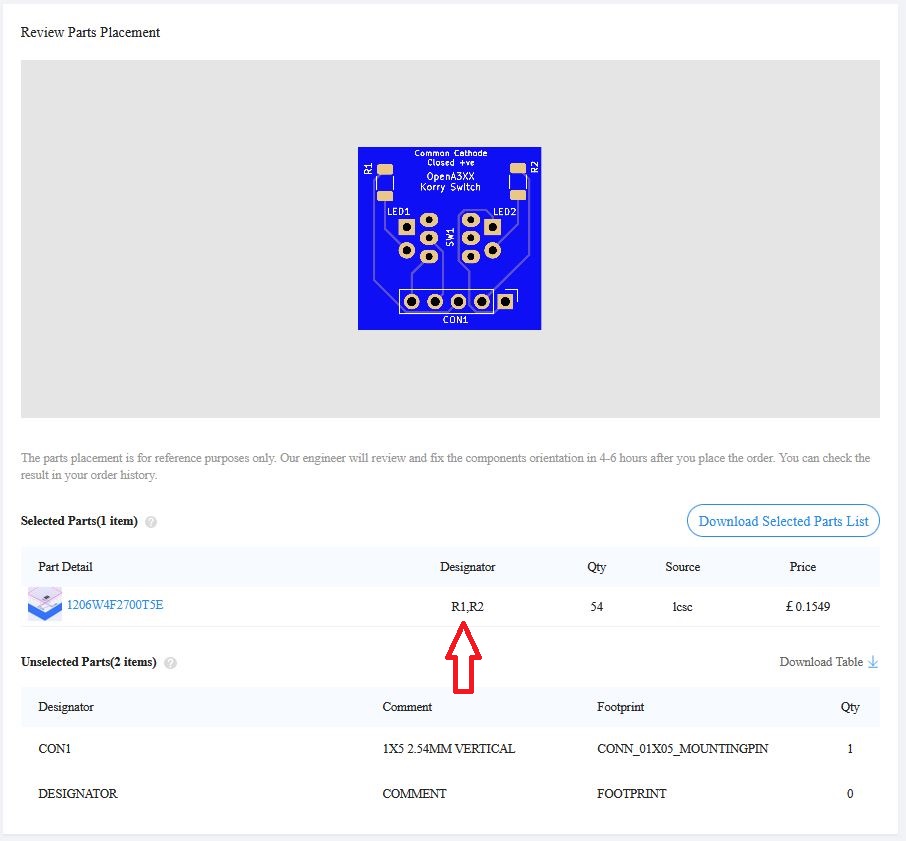 Review Parts Placement
Common Cathode
Closed +ve
R1
R2
OpenA3XX
Korry Switch
LED1
LED2
SW1
CON1
The parts placement is for reference purposes only. Our engineer will review and fix the components orientation in 4-6 hours after you place the order. You can check the
result in your order history.
Selected Parts(1 item) ?
Download Selected Parts List
Part Detail Designator Qty Source Price
1206W4F2700T5E R1,R2 54 lcsc £ 0.1549
Unselected Parts(2 items) ?
Download Table
Designator Comment Footprint Qty
CON1 1X5 2.54MM VERTICAL CONN_01X05_MOUNTINGPIN 1
DESIGNATOR COMMENT FOOTPRINT 0